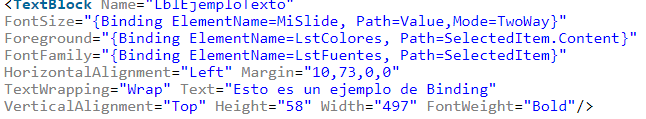 <TextBlock Name="LblEjemploTexto"
FontSize="{Binding ElementName=MiSlide, Path=Value,Mode=TwoWay}"
Foreground="{Binding ElementName=LstColores, Path=SelectedItem.Content}"
FontFamily="{Binding ElementName=LstFuentes, Path=SelectedItem}"
HorizontalAlignment="Left" Margin="10,73,0,0"
TextWrapping="Wrap" Text="Esto es un ejemplo de Binding"
VerticalAlignment="Top" Height="58" Width="497" FontWeight="Bold"/>